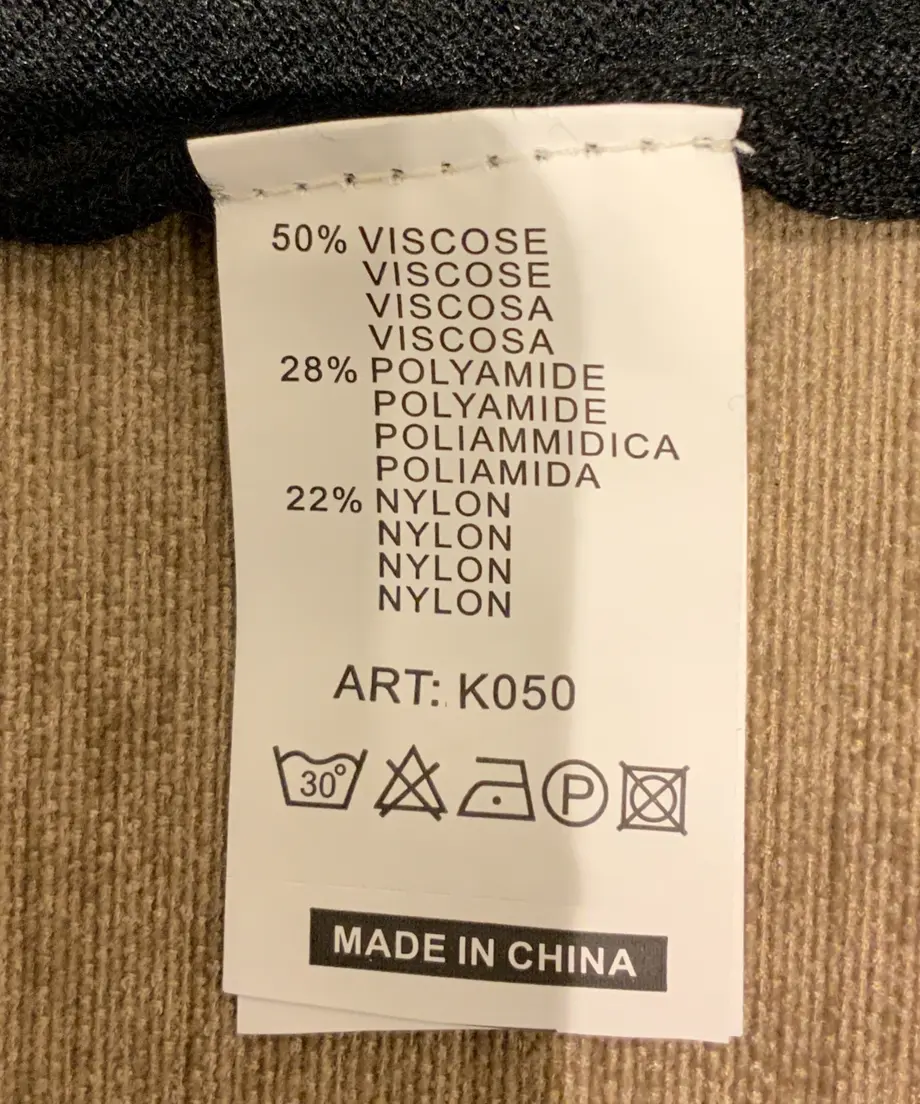 50% VISCOSE
VISCOSE
VISCOSA
VISCOSA
28% POLYAMIDE
POLYAMIDE
POLIAMMIDICA
POLIAMIDA
22% NYLON
NYLON
NYLON
NYLON
ART: K050
30° P
MADE IN CHINA